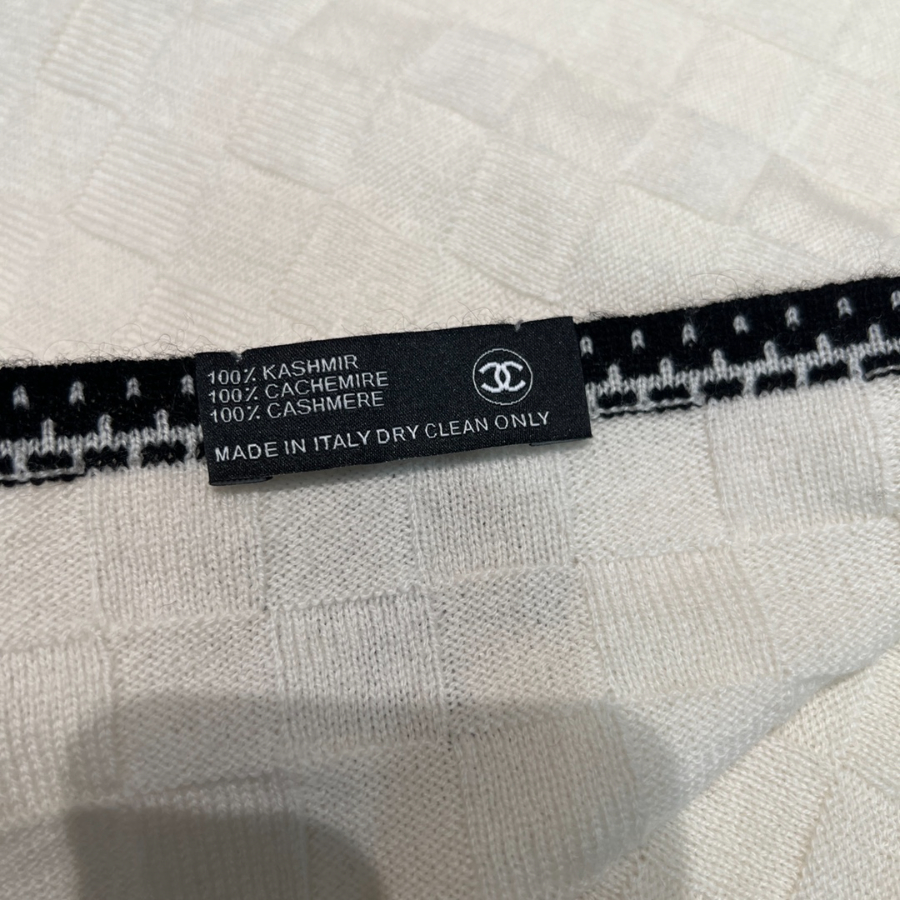 100% KASHMIR
100% CACHEMIRE
100% CASHMERE
MADE IN ITALY DRY CLEAN ONLY